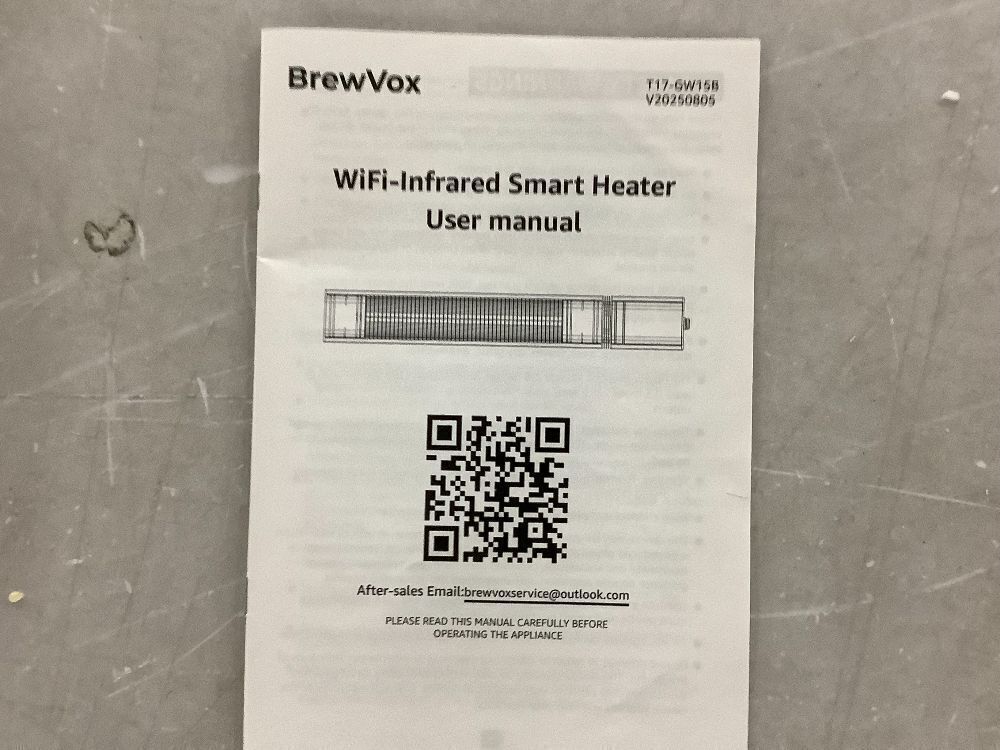 BrewVox
T17-GW15B
V20250805
WiFi-Infrared Smart Heater
User manual
After-sales Email:brewvoxservice@outlook.com
PLEASE READ THIS MANUAL CAREFULLY BEFORE
OPERATING THE APPLIANCE